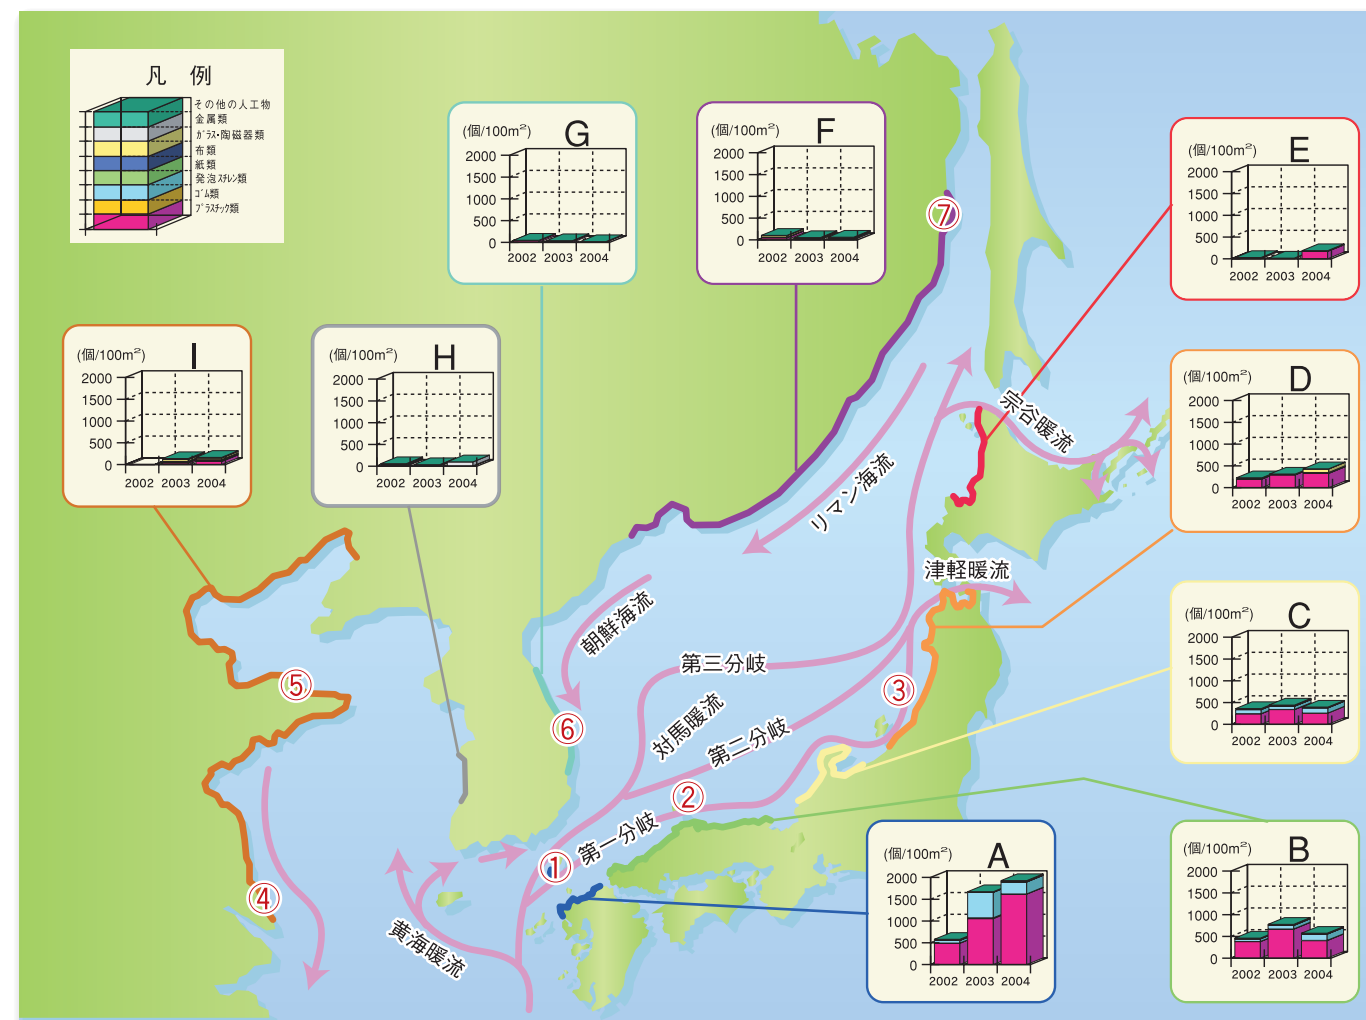 凡 例
その他の人工物
金属類
ガラス・陶磁器類
布類
紙類
発泡スチレン類
ゴム類
プラスチック類
G
(個/100m²)
2000
1500
1000
500
0
2002 2003 2004
F
(個/100m²)
2000
1500
1000
500
0
2002 2003 2004
E
(個/100m²)
2000
1500
1000
500
0
2002 2003 2004
I
(個/100m²)
2000
1500
1000
500
0
2002 2003 2004
H
(個/100m²)
2000
1500
1000
500
0
2002 2003 2004
D
(個/100m²)
2000
1500
1000
500
0
2002 2003 2004
C
(個/100m²)
2000
1500
1000
500
0
2002 2003 2004
B
(個/100m²)
2000
1500
1000
500
0
2002 2003 2004
A
(個/100m²)
2000
1500
1000
500
0
2002 2003 2004
⑦
宗谷暖流
リマン海流
津軽暖流
朝鮮海流
第三分岐
⑤
③
⑥
対馬暖流
第二分岐
②
第一分岐
①
④
黄海暖流